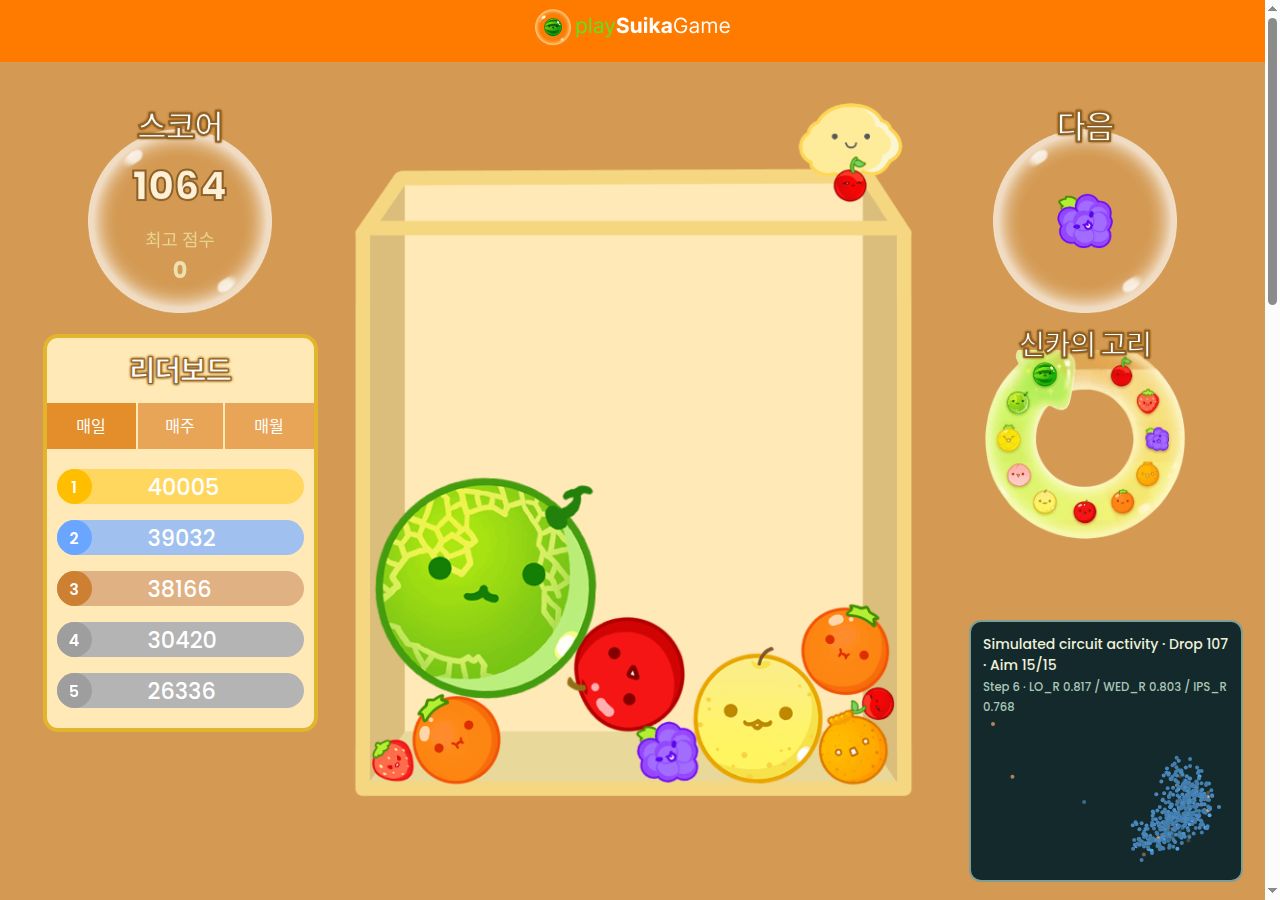 playSuikaGame
스코어
1064
최고 점수
0
다음
신카의 고리
리더보드
매일 매주 매월
1 40005
2 39032
3 38166
4 30420
5 26336
Simulated circuit activity · Drop 107
· Aim 15/15
Step 6 · LO_R 0.817 / WED_R 0.803 / IPS_R
0.768